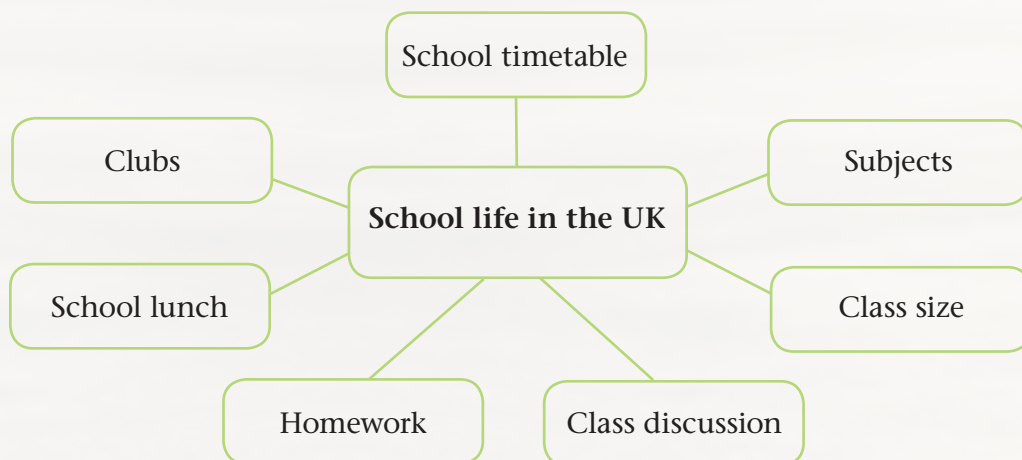 School timetable
Clubs
Subjects
School life in the UK
School lunch
Class size
Homework
Class discussion